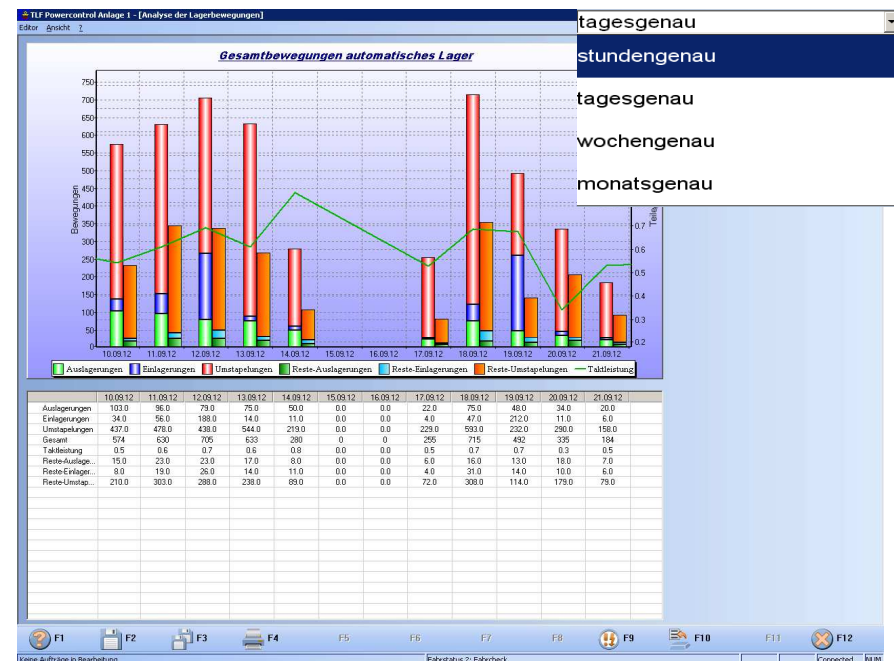 TLF Powercontrol Anlage 1 - [Analyse der Lagerbewegungen]
Editor Ansicht ?
tagesgenau
stundengenau
tagesgenau
wochengenau
monatsgenau
Gesamtbewegungen automatisches Lager
Bewegungen
750
700
650
600
550
500
450
400
350
300
250
200
150
100
50
0
Teile
0.7
0.6
0.5
0.4
0.3
0.2
10.09.12 11.09.12 12.09.12 13.09.12 14.09.12 15.09.12 16.09.12 17.09.12 18.09.12 19.09.12 20.09.12 21.09.12
Auslagerungen Einlagerungen Umstapelungen Reste-Auslagerungen Reste-Einlagerungen Reste-Umstapelungen Taktleistung
10.09.12 11.09.12 12.09.12 13.09.12 14.09.12 15.09.12 16.09.12 17.09.12 18.09.12 19.09.12 20.09.12 21.09.12
Auslagerungen 103.0 96.0 79.0 75.0 50.0 0.0 0.0 22.0 75.0 48.0 34.0 20.0
Einlagerungen 34.0 56.0 188.0 14.0 11.0 0.0 0.0 4.0 47.0 212.0 11.0 6.0
Umstapelungen 437.0 478.0 438.0 544.0 219.0 0.0 0.0 229.0 593.0 232.0 290.0 158.0
Gesamt 574 630 705 633 280 0 0 255 715 492 335 184
Taktleistung 0.5 0.6 0.7 0.6 0.8 0.0 0.0 0.5 0.7 0.7 0.3 0.5
Reste-Auslage... 15.0 23.0 23.0 17.0 8.0 0.0 0.0 6.0 16.0 13.0 18.0 7.0
Reste-Einlager... 8.0 19.0 26.0 14.0 11.0 0.0 0.0 4.0 31.0 14.0 10.0 6.0
Reste-Umstap... 210.0 303.0 288.0 238.0 89.0 0.0 0.0 72.0 308.0 114.0 179.0 79.0
F1 F2 F3 F4 F5 F6 F7 F8 F9 F10 F11 F12
Keine Aufträge in Bearbeitung Fahrstatus 2: Fahrcheck Connected NUM